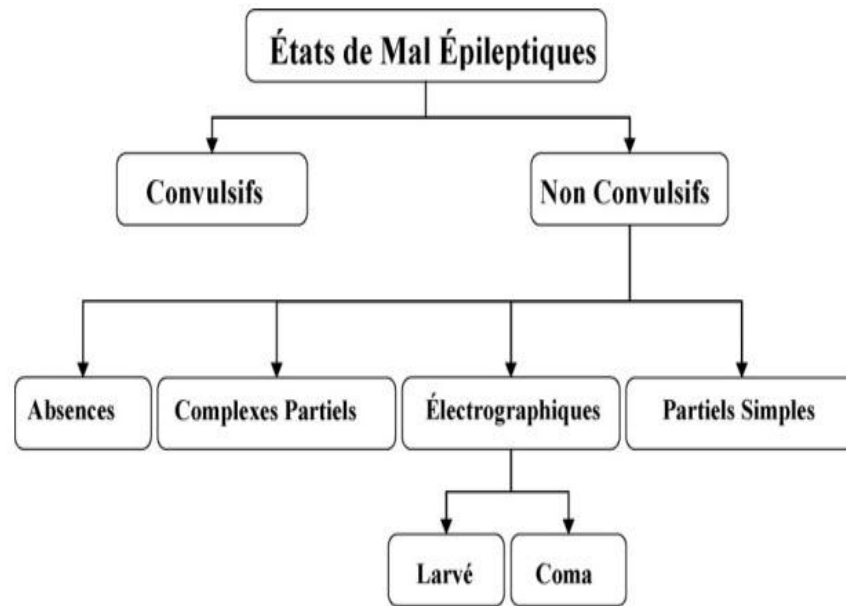 États de Mal Épileptiques
Convulsifs
Non Convulsifs
Absences
Complexes Partiels
Électrographiques
Partiels Simples
Larvé
Coma